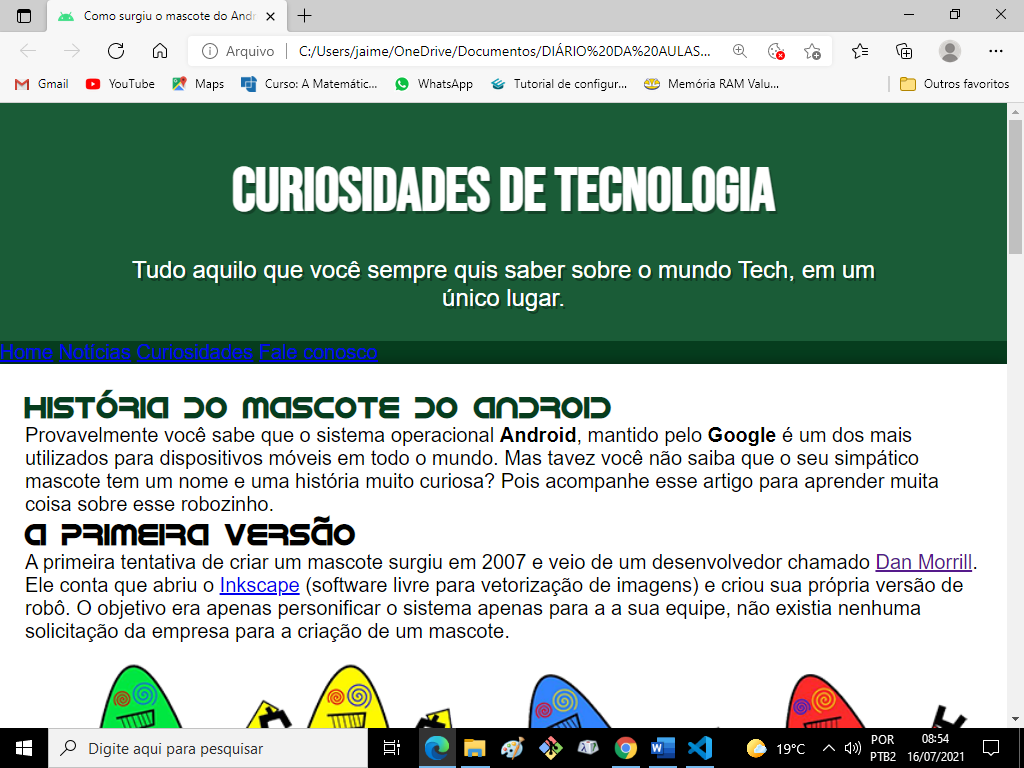 Como surgiu o mascote do Andr
Arquivo
C:/Users/jaime/OneDrive/Documentos/DIÁRIO%20DA%20AULAS...
Gmail
YouTube
Maps
Curso: A Matemátic...
WhatsApp
Tutorial de configur...
Memória RAM Valu...
Outros favoritos
CURIOSIDADES DE TECNOLOGIA
Tudo aquilo que você sempre quis saber sobre o mundo Tech, em um
único lugar.
Home Notícias Curiosidades Fale conosco
História do mascote do Android
Provavelmente você sabe que o sistema operacional Android, mantido pelo Google é um dos mais
utilizados para dispositivos móveis em todo o mundo. Mas tavez você não saiba que o seu simpático
mascote tem um nome e uma história muito curiosa? Pois acompanhe esse artigo para aprender muita
coisa sobre esse robozinho.
A primeira versão
A primeira tentativa de criar um mascote surgiu em 2007 e veio de um desenvolvedor chamado Dan Morrill.
Ele conta que abriu o Inkscape (software livre para vetorização de imagens) e criou sua própria versão de
robô. O objetivo era apenas personificar o sistema apenas para a a sua equipe, não existia nenhuma
solicitação da empresa para a criação de um mascote.
Digite aqui para pesquisar
19°C
POR
PTB2
08:54
16/07/2021